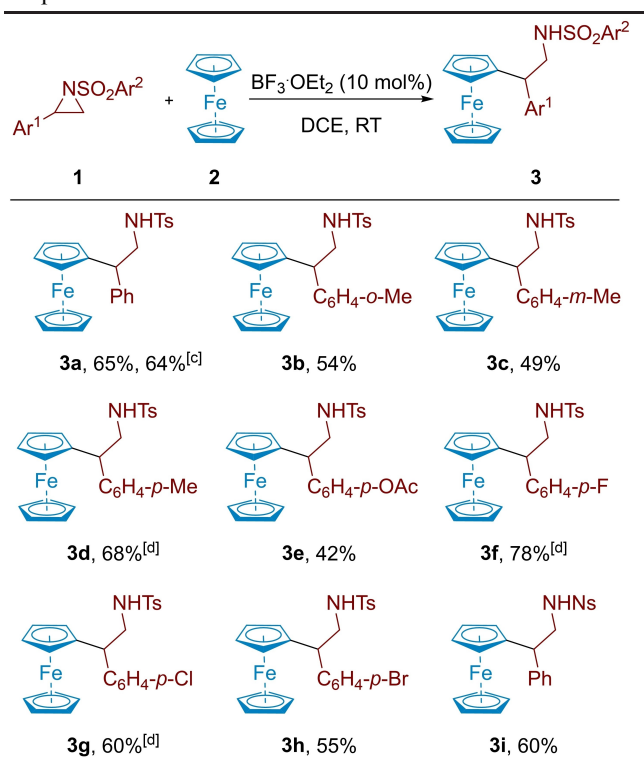 NHSO2Ar2
NSO2Ar2
Ar1
+
Fe
BF3·OEt2 (10 mol%)
DCE, RT
Fe
Ar1
1
2
3
NHTs
NHTs
NHTs
Fe
Ph
Fe
C6H4-o-Me
Fe
C6H4-m-Me
3a, 65%, 64%[c]
3b, 54%
3c, 49%
NHTs
NHTs
NHTs
Fe
C6H4-p-Me
Fe
C6H4-p-OAc
Fe
C6H4-p-F
3d, 68%[d]
3e, 42%
3f, 78%[d]
NHTs
NHTs
NHNs
Fe
C6H4-p-Cl
Fe
C6H4-p-Br
Fe
Ph
3g, 60%[d]
3h, 55%
3i, 60%